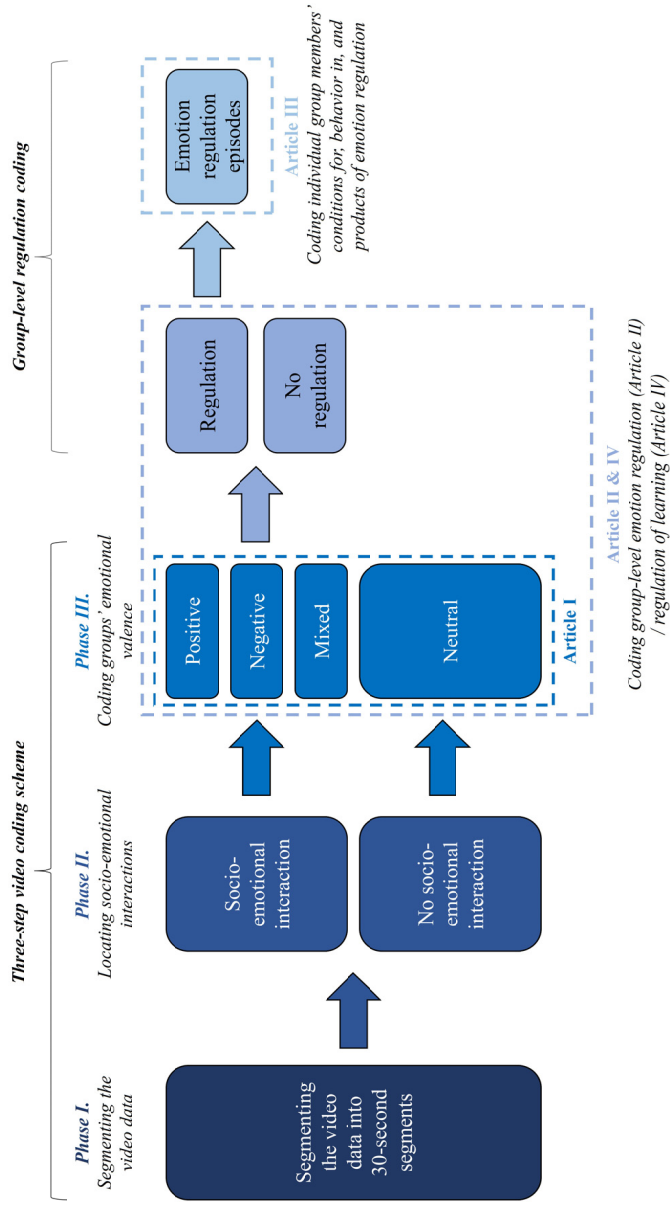 Three-step video coding scheme
Group-level regulation coding
Phase I.
Segmenting the
video data
Phase II.
Locating socio-emotional
interactions
Phase III.
Coding groups' emotional
valence
Segmenting
the video
data into
30-second
segments
Socio-
emotional
interaction
No socio-
emotional
interaction
Positive
Negative
Mixed
Neutral
Article I
Regulation
No
regulation
Article II & IV
Coding group-level emotion regulation (Article II)
/ regulation of learning (Article IV)
Emotion
regulation
episodes
Article III
Coding individual group members'
conditions for, behavior in, and
products of emotion regulation